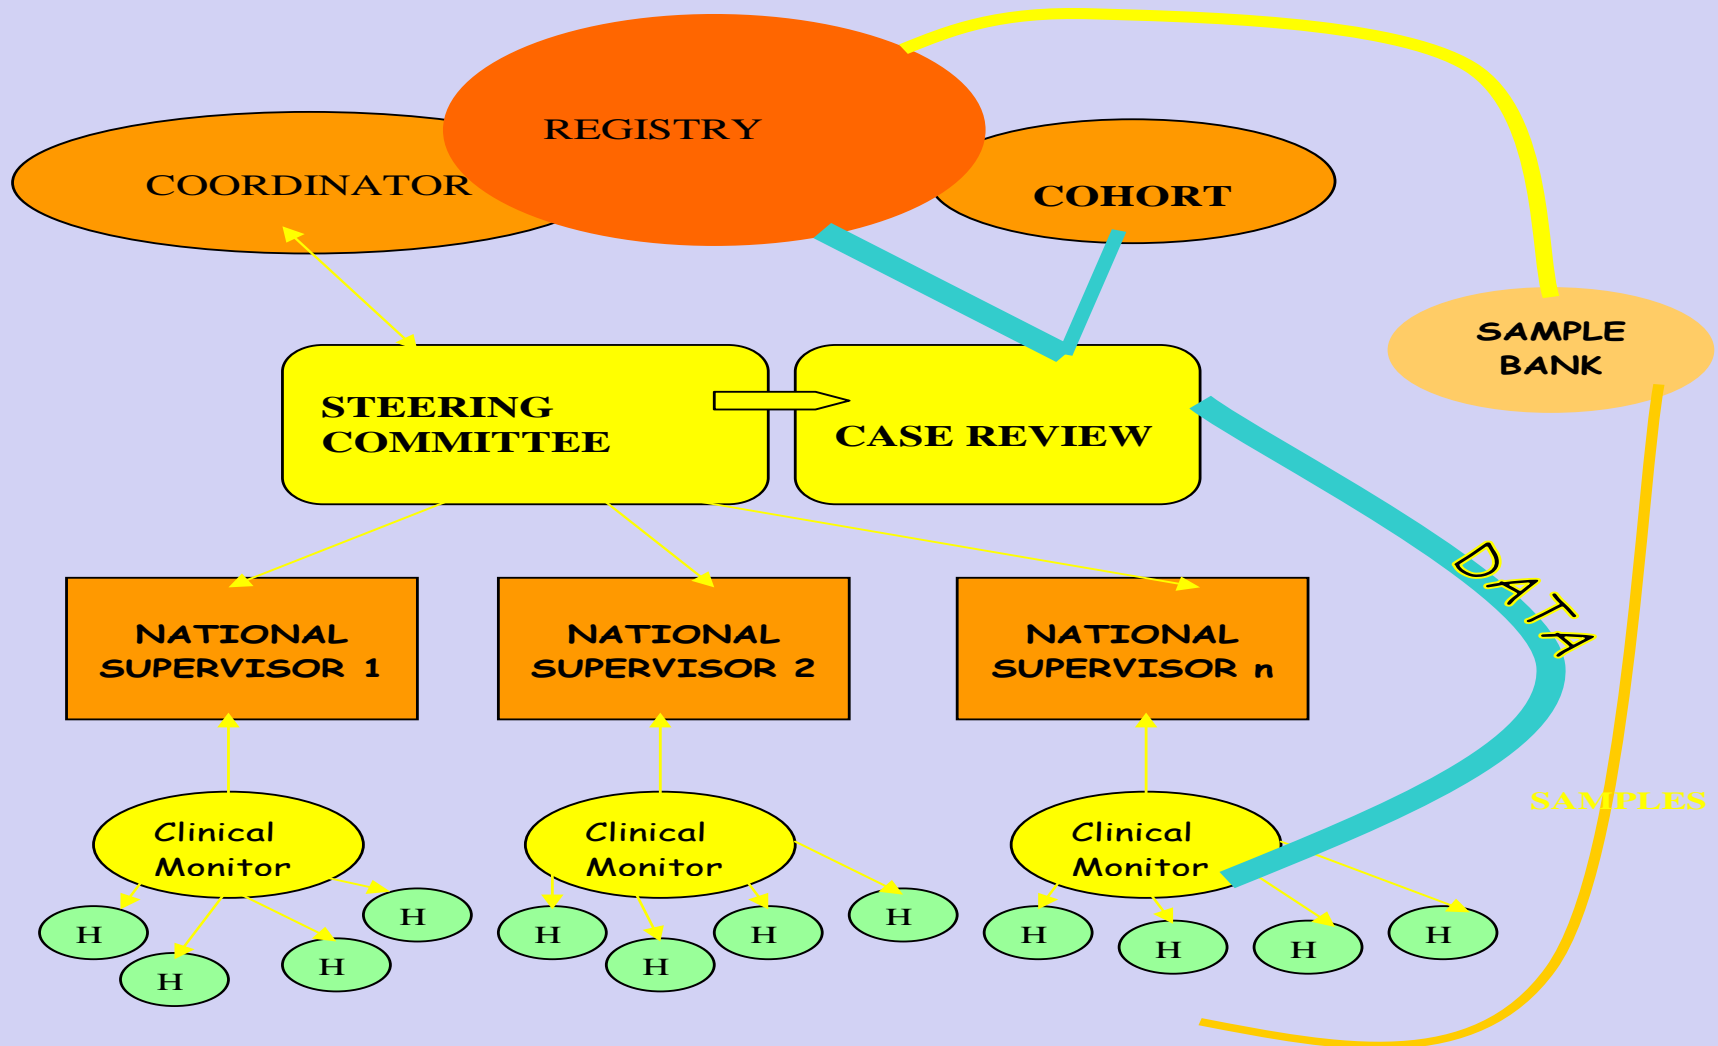 REGISTRY
COORDINATOR
COHORT
SAMPLE
BANK
STEERING
COMMITTEE
CASE REVIEW
DATA
NATIONAL
SUPERVISOR 1
NATIONAL
SUPERVISOR 2
NATIONAL
SUPERVISOR n
SAMPLES
Clinical
Monitor
Clinical
Monitor
Clinical
Monitor
H
H
H
H
H
H
H
H
H
H
H
H